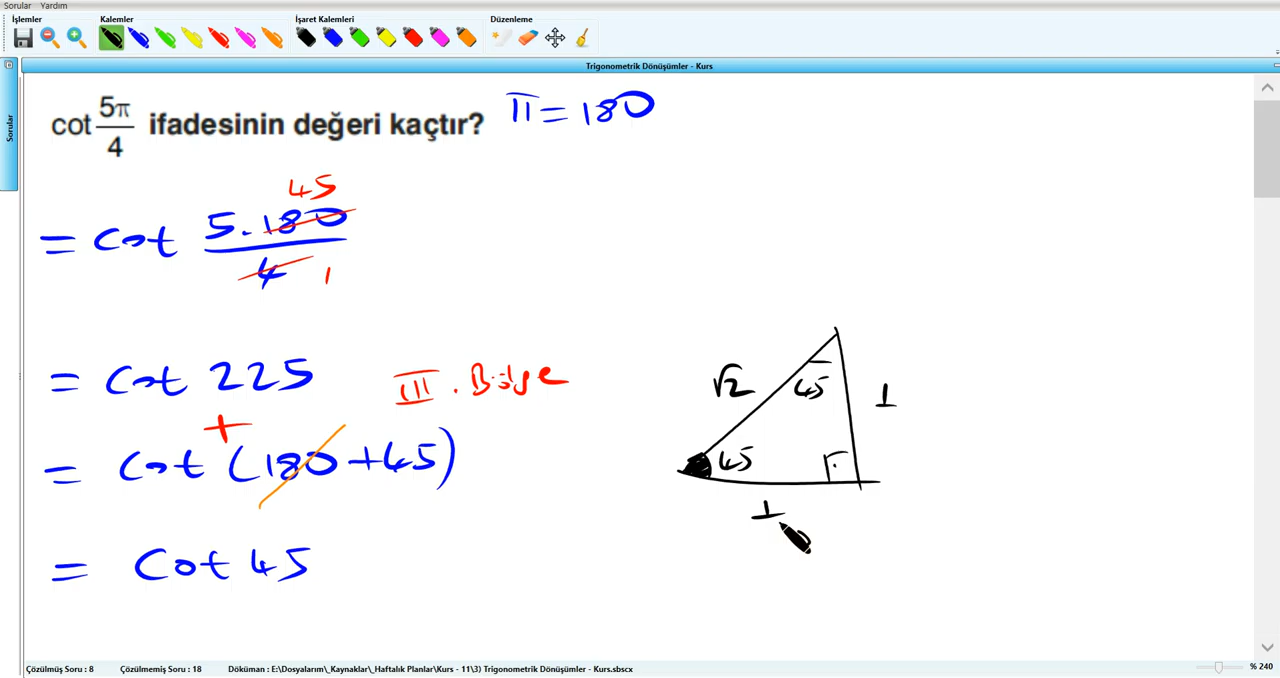 Sorular Yardım
İşlemler Kalemler İşaret Kalemleri Düzenleme
Trigonometrik Dönüşümler - Kurs
Sorular
cot 5π/4 ifadesinin değeri kaçtır? π = 180
45
= cot 5.180/4 1
= cot 225 III. Bölge
+
= cot (180 + 45)
= cot 45
√2 45 1
45
1
Çözülmüş Soru : 8 Çözülmemiş Soru : 18 Döküman : E:\Dosyalarım\_Kaynaklar\_Haftalık Planlar\Kurs - 11\3) Trigonometrik Dönüşümler - Kurs.sbscx % 240